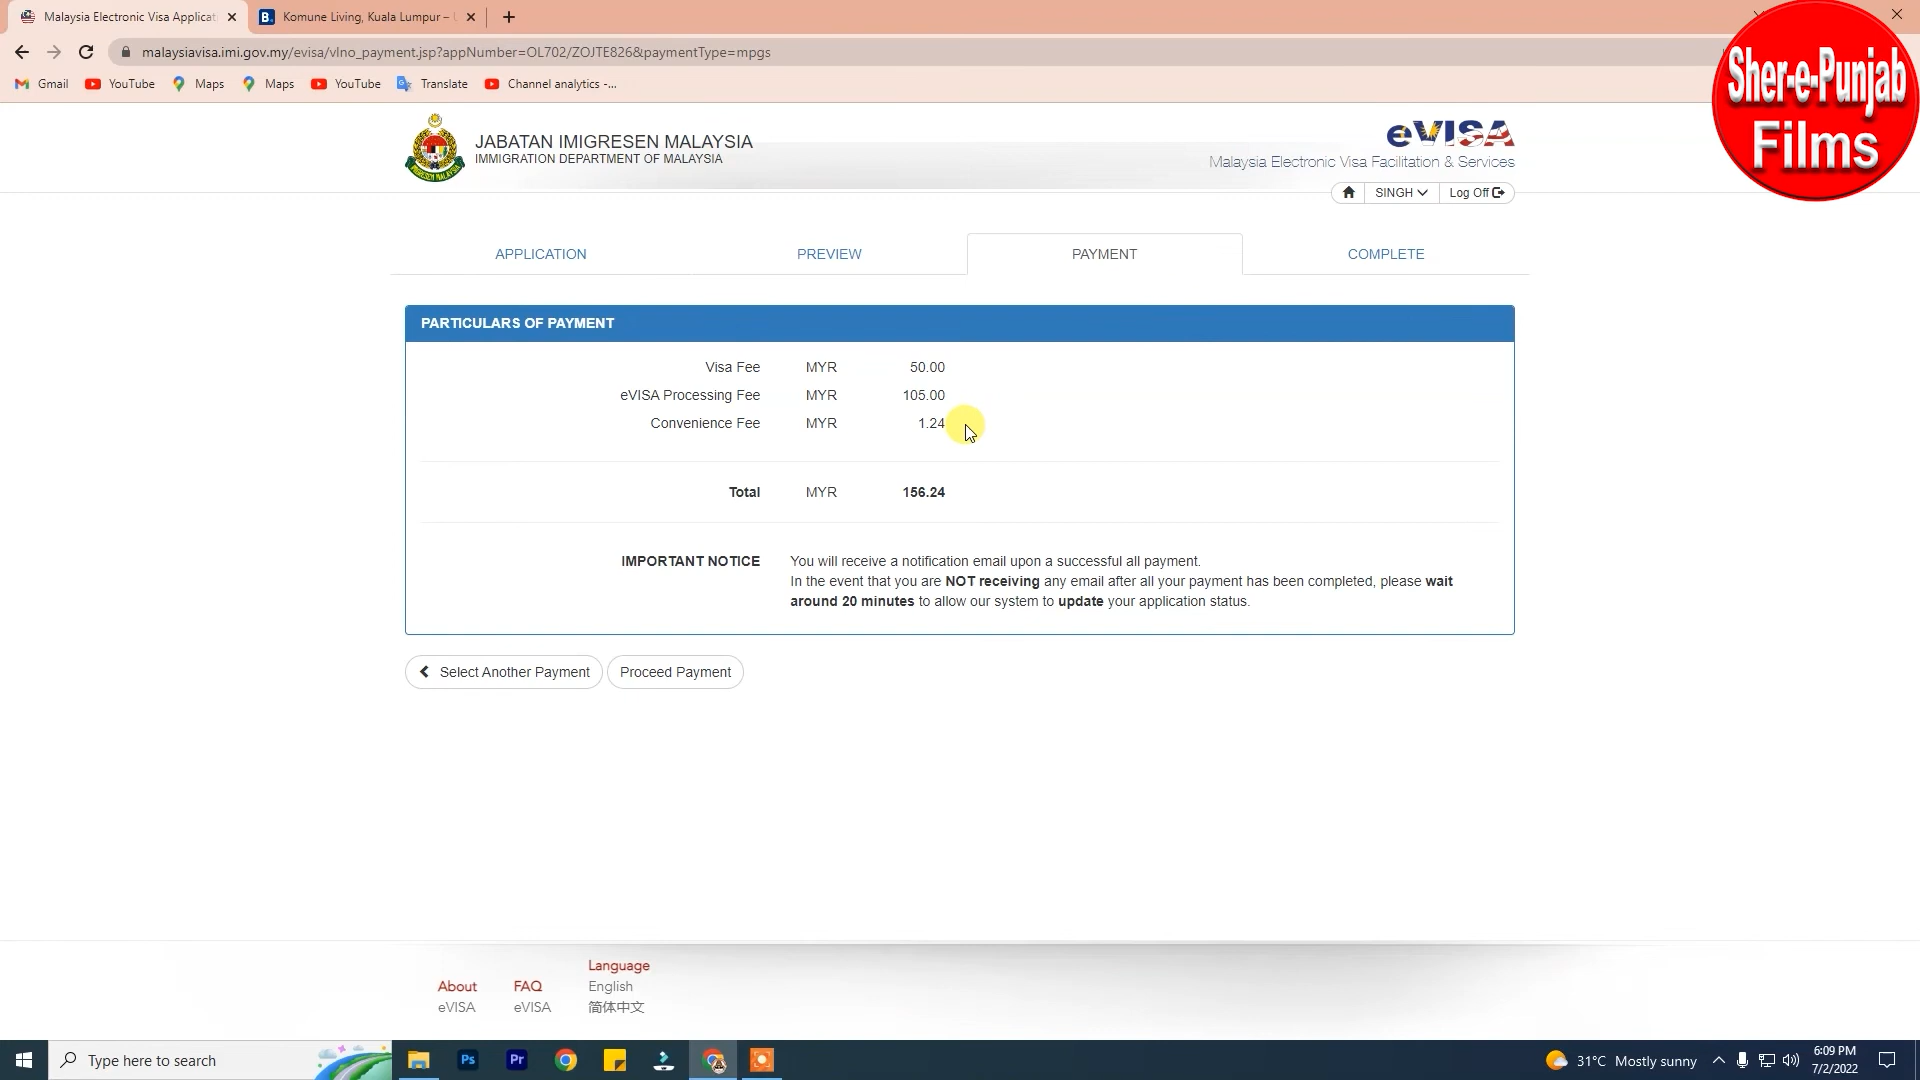 Malaysia Electronic Visa Applicat
Komune Living, Kuala Lumpur –
malaysiavisa.imi.gov.my/evisa/vlno_payment.jsp?appNumber=OL702/ZOJTE826&paymentType=mpgs
Gmail YouTube Maps Maps YouTube Translate Channel analytics -...
Sher-e-Punjab
Films
JABATAN IMIGRESEN MALAYSIA
IMMIGRATION DEPARTMENT OF MALAYSIA
eVISA
Malaysia Electronic Visa Facilitation & Services
SINGH Log Off
APPLICATION PREVIEW PAYMENT COMPLETE
PARTICULARS OF PAYMENT
Visa Fee MYR 50.00
eVISA Processing Fee MYR 105.00
Convenience Fee MYR 1.24
Total MYR 156.24
IMPORTANT NOTICE You will receive a notification email upon a successful all payment.
In the event that you are NOT receiving any email after all your payment has been completed, please wait
around 20 minutes to allow our system to update your application status.
Select Another Payment Proceed Payment
Language
About FAQ English
eVISA eVISA 简体中文
Type here to search
Ps Pr
31°C Mostly sunny
6:09 PM
7/2/2022